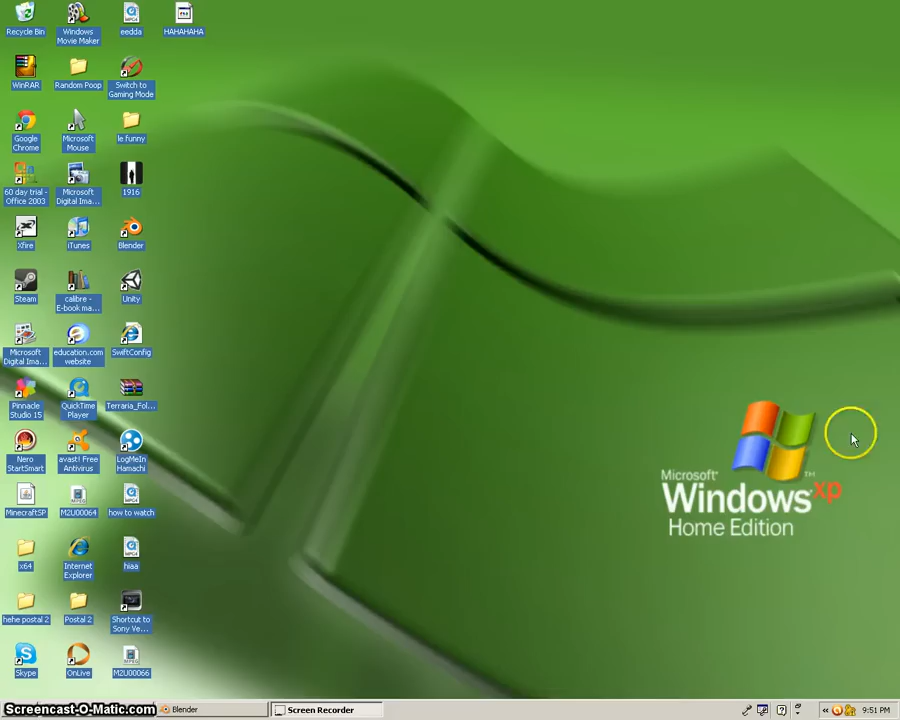 Recycle Bin
Windows
Movie Maker
eedda
HAHAHAHA
WinRAR
Random Poop
Switch to
Gaming Mode
Google
Chrome
Microsoft
Mouse
le funny
60 day trial -
Office 2003
Microsoft
Digital Ima...
1916
Xfire
iTunes
Blender
Steam
calibre -
E-book ma...
Unity
Microsoft
Digital Ima...
education.com
website
SwiftConfig
Pinnacle
Studio 15
QuickTime
Player
Terraria_Fol...
Nero
StartSmart
avast! Free
Antivirus
LogMeIn
Hamachi
MinecraftSP
M2U00064
how to watch
x64
Internet
Explorer
hiaa
hehe postal 2
Postal 2
Shortcut to
Sony Ve...
Skype
OnLive
M2U00066
Microsoft®
Windows xp
TM
Home Edition
Screencast-O-Matic.com
Blender
Screen Recorder
9:51 PM